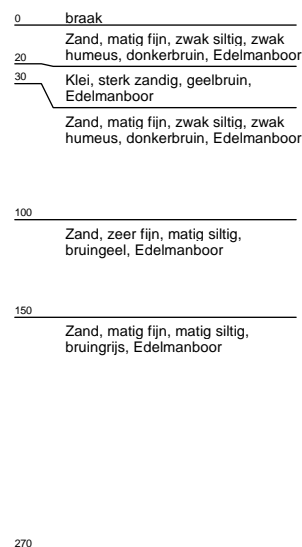 0 braak
Zand, matig fijn, zwak siltig, zwak
20 humeus, donkerbruin, Edelmanboor
30 Klei, sterk zandig, geelbruin,
Edelmanboor
Zand, matig fijn, zwak siltig, zwak
humeus, donkerbruin, Edelmanboor
100
Zand, zeer fijn, matig siltig,
bruingeel, Edelmanboor
150
Zand, matig fijn, matig siltig,
bruingrijs, Edelmanboor
270